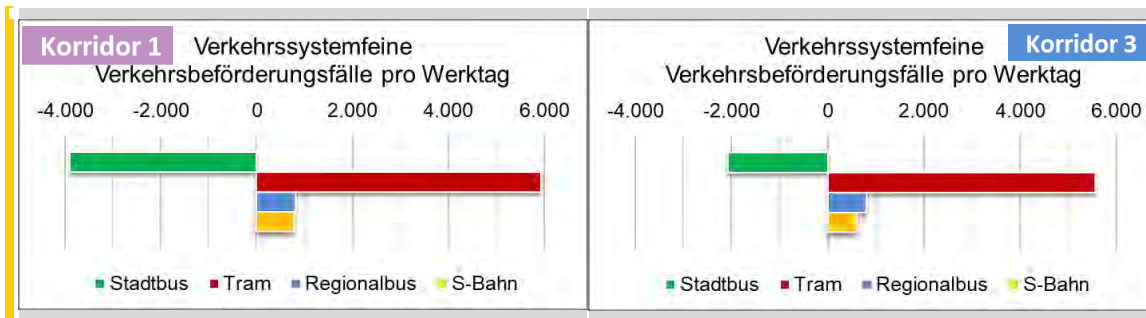 Korridor 1
Verkehrssystemfeine
Verkehrsbeförderungsfälle pro Werktag
-4.000 -2.000 0 2.000 4.000 6.000
Stadtbus Tram Regionalbus S-Bahn
Korridor 3
Verkehrssystemfeine
Verkehrsbeförderungsfälle pro Werktag
-4.000 -2.000 0 2.000 4.000 6.000
Stadtbus Tram Regionalbus S-Bahn